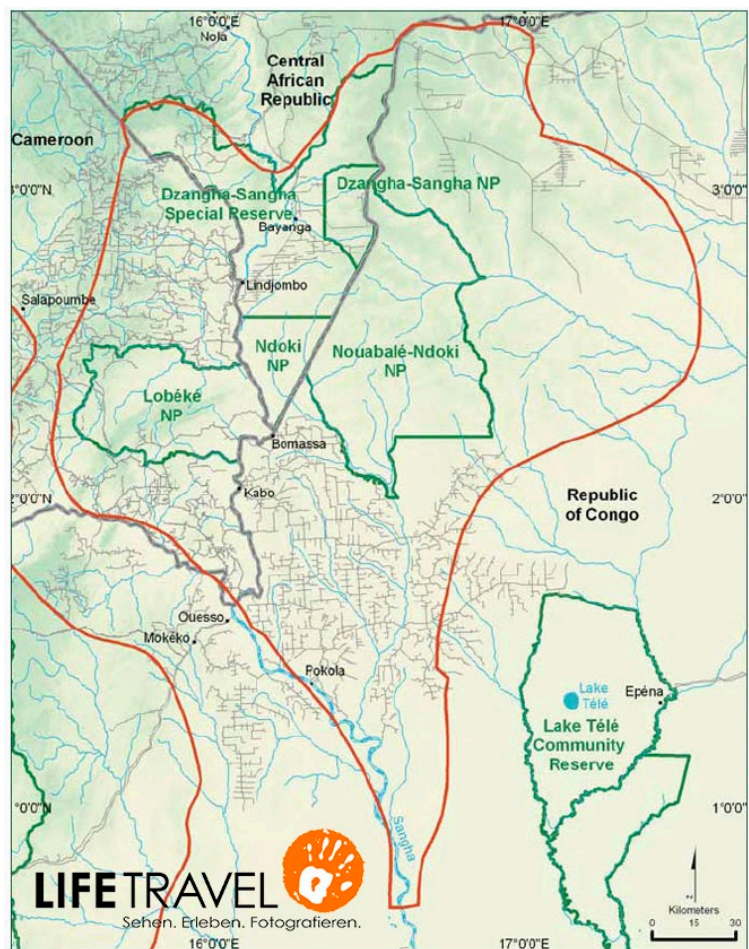 16°0'0"E
17°0'0"E
Nola
Central
African
Republic
Cameroon
3°0'0"N
3°0'0"N
Dzangha-Sangha NP
Dzangha-Sangha
Special Reserve
Bayanga
Lindjombo
Salapoumbe
Ndoki
NP
Nouabalé-Ndoki
NP
Lobéké
NP
Bomassa
Kabo
2°0'0"N
2°0'0"N
Republic
of Congo
Ouesso
Mokéko
Pokola
Lake
Télé
Epéna
Lake Télé
Community
Reserve
°0'0"N
1°0'0"N
Sangha
LIFETRAVEL
Sehen. Erleben. Fotografieren.
Kilometers
0 15 30
16°0'0"E
17°0'0"E